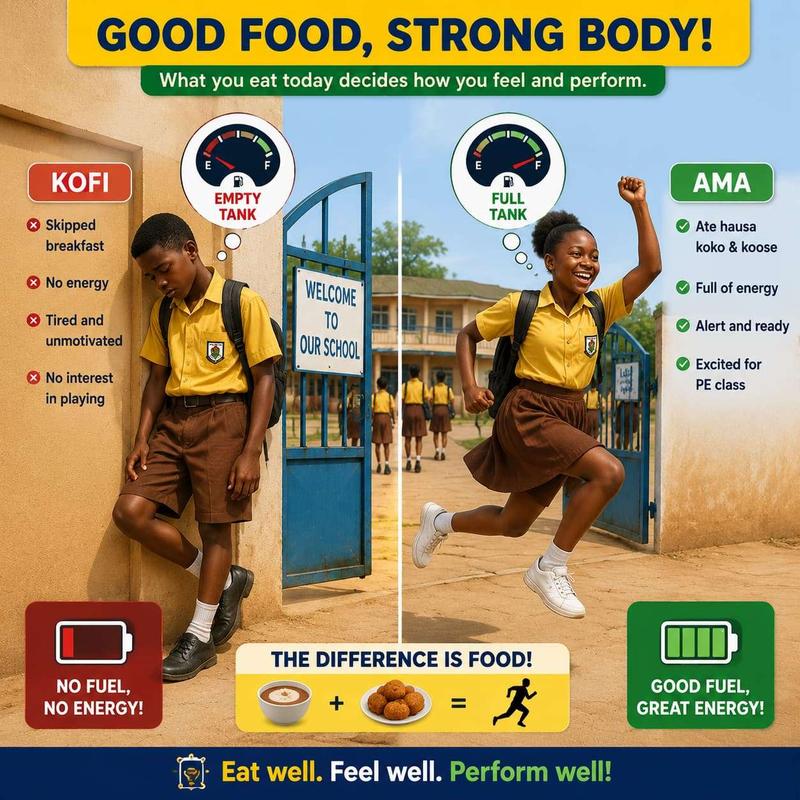 GOOD FOOD, STRONG BODY!
What you eat today decides how you feel and perform.
KOFI
Skipped
breakfast
No energy
Tired and
unmotivated
No interest
in playing
E F
EMPTY
TANK
WELCOME
TO
OUR SCHOOL
E F
FULL
TANK
AMA
Ate hausa
koko & koose
Full of energy
Alert and ready
Excited for
PE class
NO FUEL,
NO ENERGY!
THE DIFFERENCE IS FOOD!
+ =
GOOD FUEL,
GREAT ENERGY!
Eat well. Feel well. Perform well!